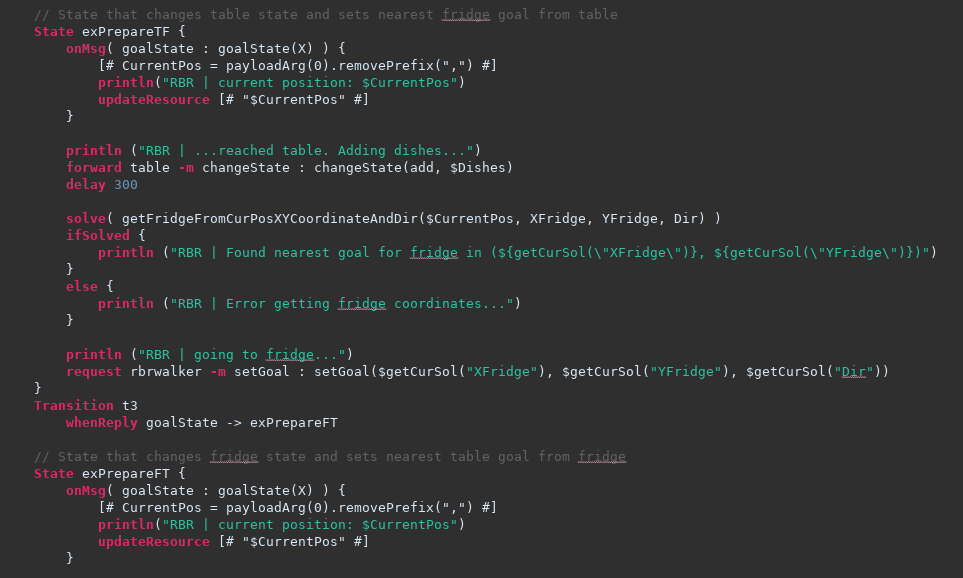 // State that changes table state and sets nearest fridge goal from table
State exPrepareTF {
    onMsg( goalState : goalState(X) ) {
        [# CurrentPos = payloadArg(0).removePrefix(",") #]
        println("RBR | current position: $CurrentPos")
        updateResource [# "$CurrentPos" #]
    }

    println ("RBR | ...reached table. Adding dishes...")
    forward table -m changeState : changeState(add, $Dishes)
    delay 300

    solve( getFridgeFromCurPosXYCoordinateAndDir($CurrentPos, XFridge, YFridge, Dir) )
    ifSolved {
        println ("RBR | Found nearest goal for fridge in (${getCurSol(\"XFridge\")}, ${getCurSol(\"YFridge\")})")
    }
    else {
        println ("RBR | Error getting fridge coordinates...")
    }

    println ("RBR | going to fridge...")
    request rbrwalker -m setGoal : setGoal($getCurSol("XFridge"), $getCurSol("YFridge"), $getCurSol("Dir"))
}
Transition t3
    whenReply goalState -> exPrepareFT

// State that changes fridge state and sets nearest table goal from fridge
State exPrepareFT {
    onMsg( goalState : goalState(X) ) {
        [# CurrentPos = payloadArg(0).removePrefix(",") #]
        println("RBR | current position: $CurrentPos")
        updateResource [# "$CurrentPos" #]
    }